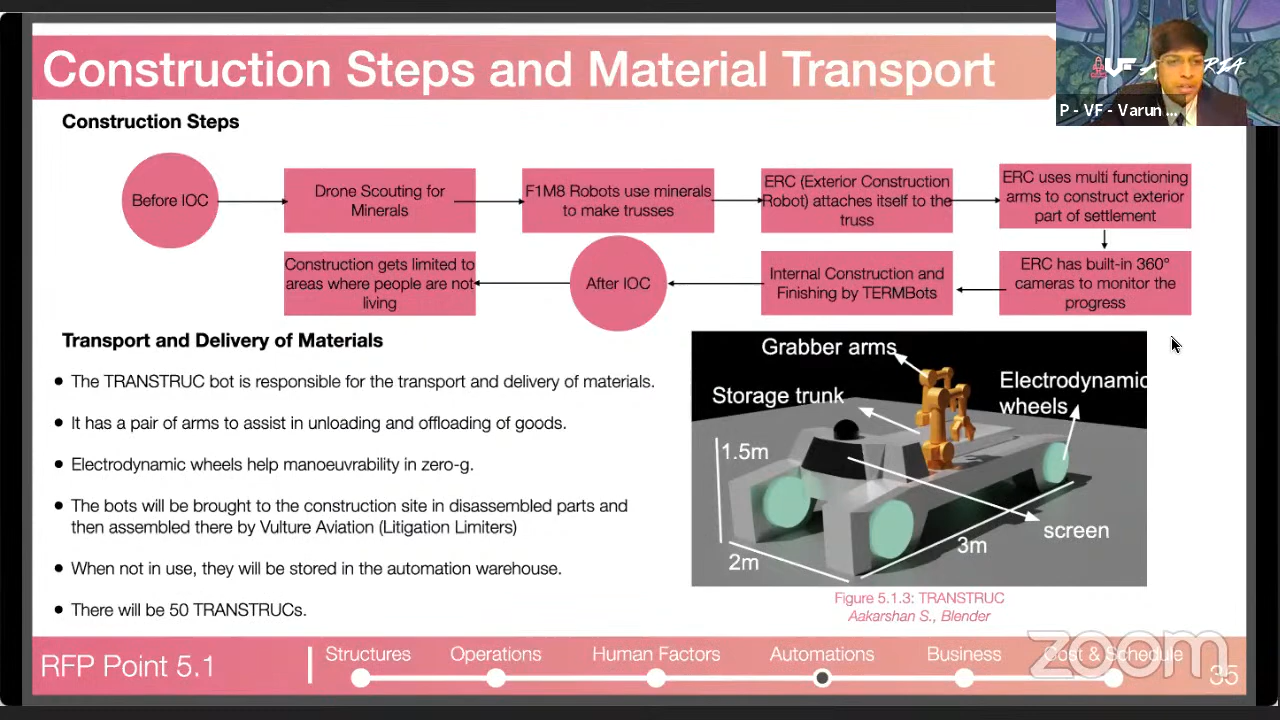 Construction Steps and Material Transport
P - VF - Varun ...
Construction Steps
Before IOC
Drone Scouting for
Minerals
F1M8 Robots use minerals
to make trusses
ERC (Exterior Construction
Robot) attaches itself to the
truss
ERC uses multi functioning
arms to construct exterior
part of settlement
ERC has built-in 360°
cameras to monitor the
progress
Internal Construction and
Finishing by TERMBots
After IOC
Construction gets limited to
areas where people are not
living
Transport and Delivery of Materials
• The TRANSTRUC bot is responsible for the transport and delivery of materials.
• It has a pair of arms to assist in unloading and offloading of goods.
• Electrodynamic wheels help manoeuvrability in zero-g.
• The bots will be brought to the construction site in disassembled parts and
then assembled there by Vulture Aviation (Litigation Limiters)
• When not in use, they will be stored in the automation warehouse.
• There will be 50 TRANSTRUCs.
Grabber arms
Storage trunk
Electrodynamic
wheels
1.5m
2m
3m
screen
Figure 5.1.3: TRANSTRUC
Aakarshan S., Blender
RFP Point 5.1
Structures
Operations
Human Factors
Automations
Business
Cost & Schedule
zoom
35